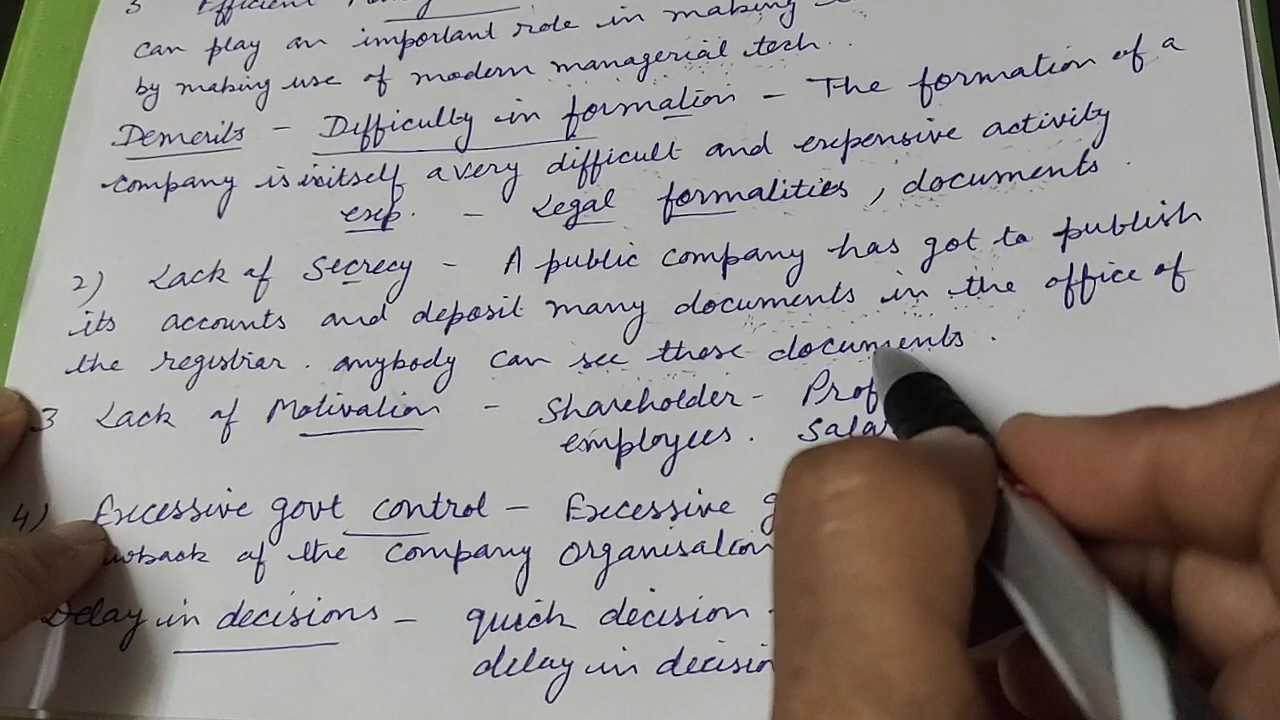 3 Efficient
can play an important role in making
by making use of modern managerial tech..
Demerits - Difficulty in formation - The formation of a
company is initself a very difficult and expensive activity
exp. - Legal formalities, documents.
2) Lack of Secrecy - A public company has got to publish
its accounts and deposit many documents in the office of
the registrar. anybody can see these documents.
3 Lack of Motivation - Shareholder - Prof
employees. Sala
4) Excessive govt control - Excessive g
wback of the company organisation
Delay in decisions - quick decision -
delay in decision